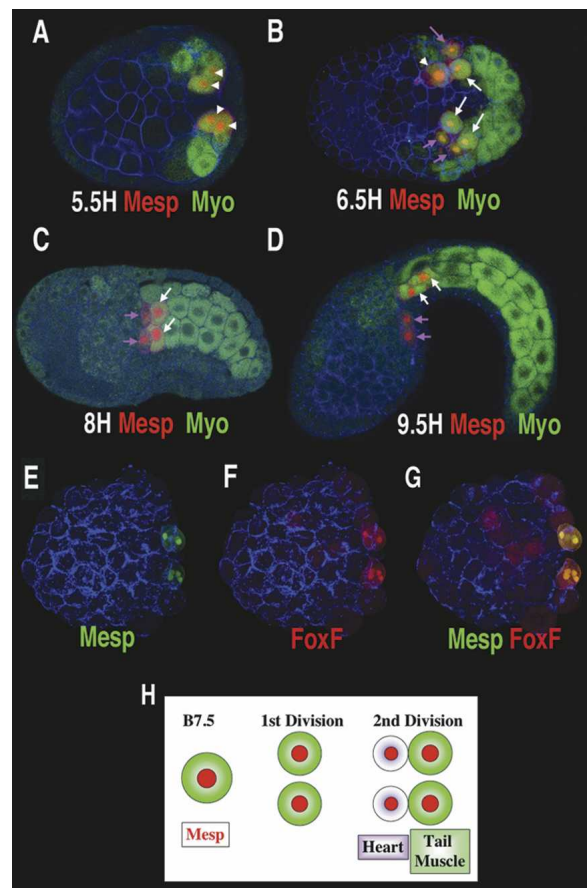 A
B
5.5H Mesp Myo
6.5H Mesp Myo
C
D
8H Mesp Myo
9.5H Mesp Myo
E
F
G
Mesp
FoxF
Mesp FoxF
H
B7.5
1st Division
2nd Division
Mesp
Heart
Tail
Muscle